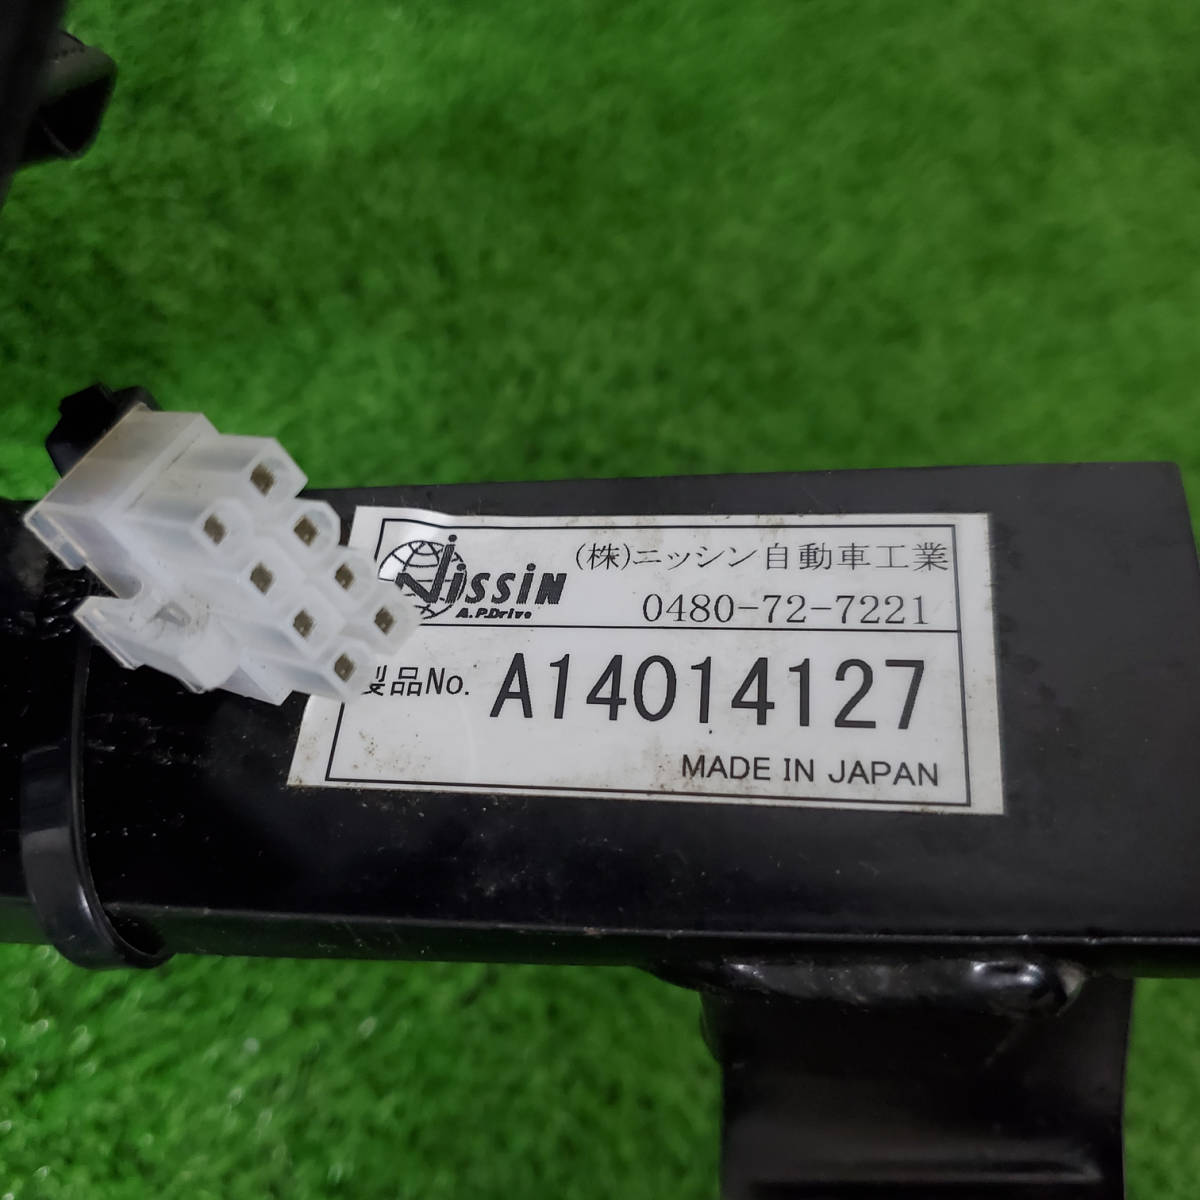 NiSSiN
A.P.Drive
(株)ニッシン自動車工業
0480-72-7221
製品No. A14014127
MADE IN JAPAN